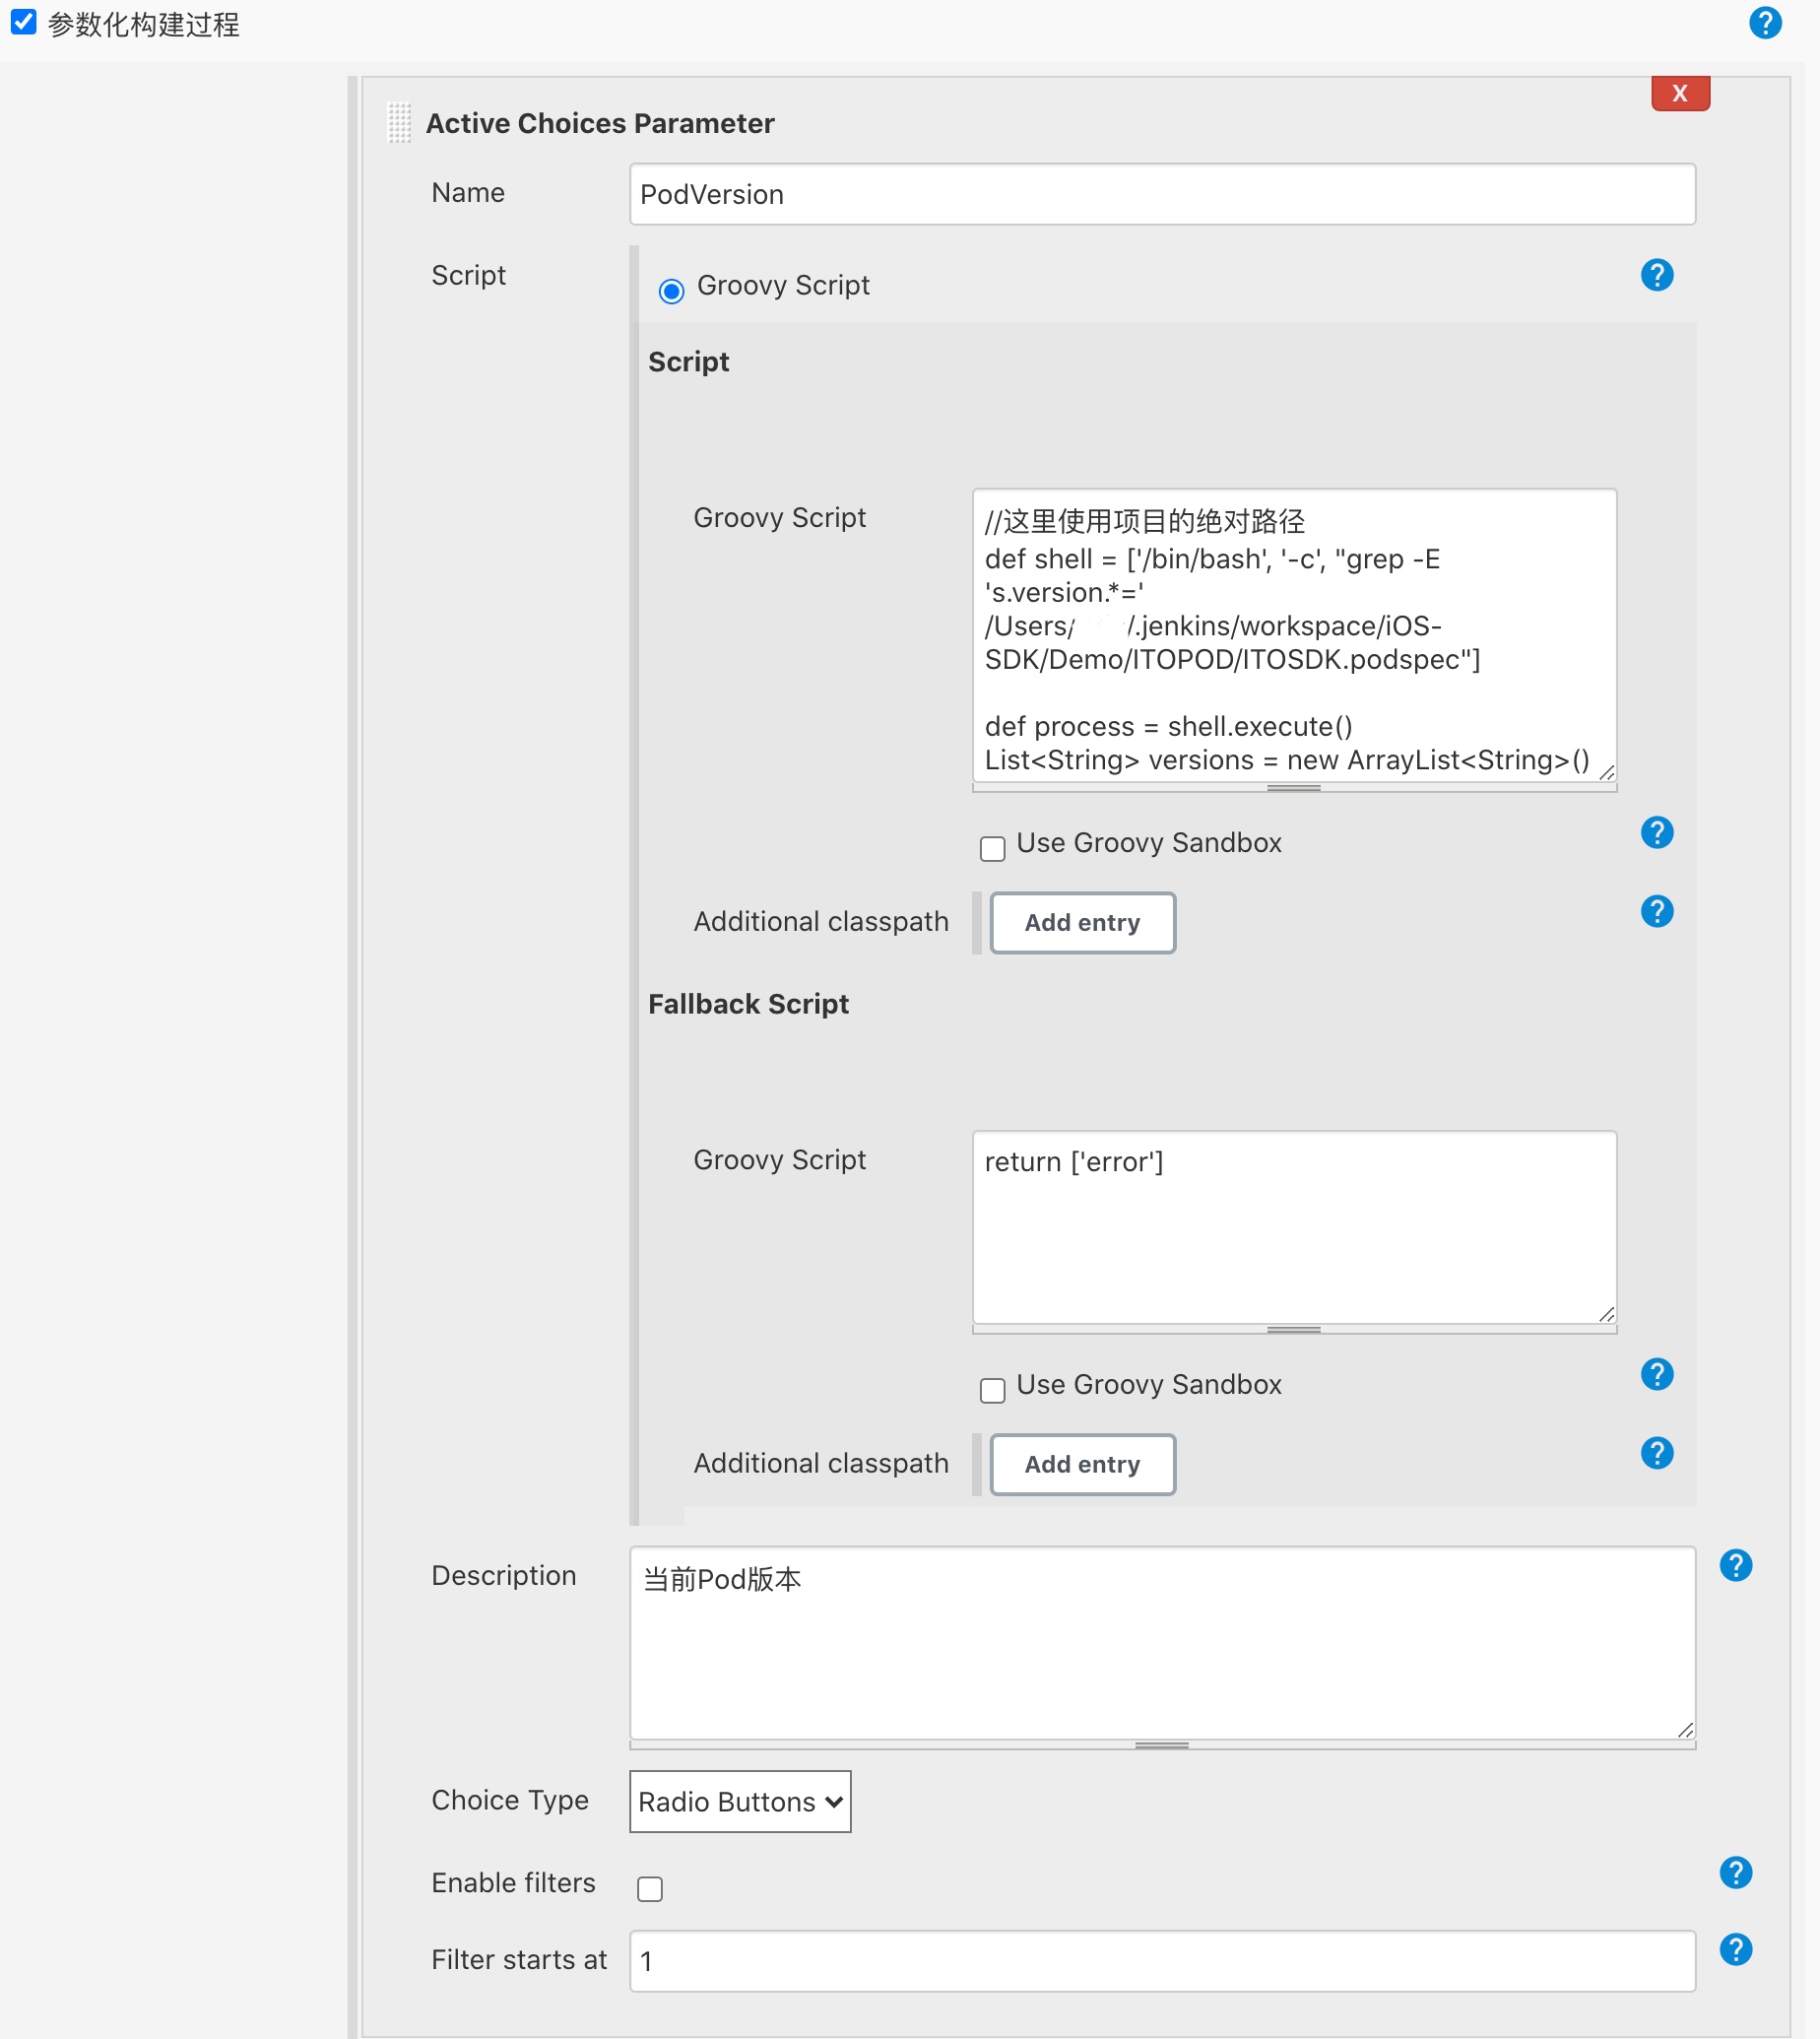 参数化构建过程
?
X
Active Choices Parameter
Name
PodVersion
Script
Groovy Script
?
Script
Groovy Script
//这里使用项目的绝对路径
def shell = ['/bin/bash', '-c', "grep -E
's.version.*='
/Users/ /.jenkins/workspace/iOS-
SDK/Demo/ITOPOD/ITOSDK.podspec"]
def process = shell.execute()
List<String> versions = new ArrayList<String>()
Use Groovy Sandbox
?
Additional classpath
Add entry
?
Fallback Script
Groovy Script
return ['error']
Use Groovy Sandbox
?
Additional classpath
Add entry
?
Description
当前Pod版本
?
Choice Type
Radio Buttons
Enable filters
?
Filter starts at
1
?